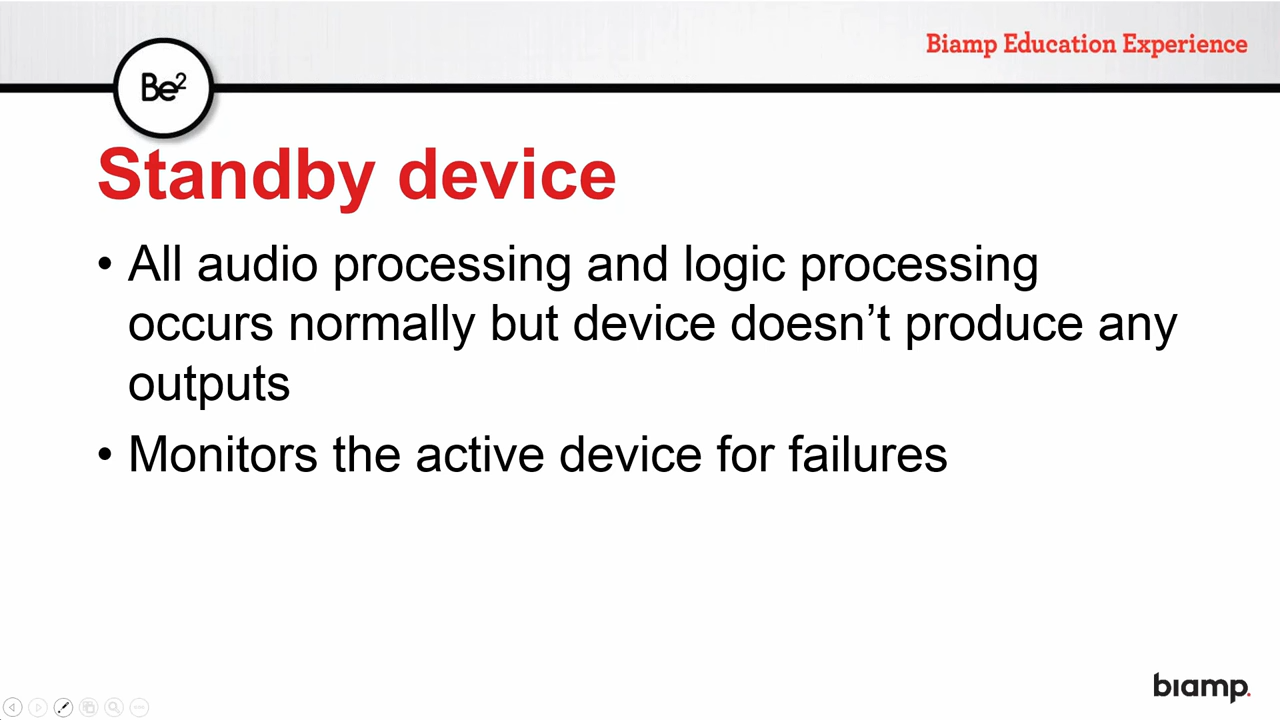 Biamp Education Experience
Be²
Standby device
• All audio processing and logic processing
occurs normally but device doesn’t produce any
outputs
• Monitors the active device for failures
biamp.